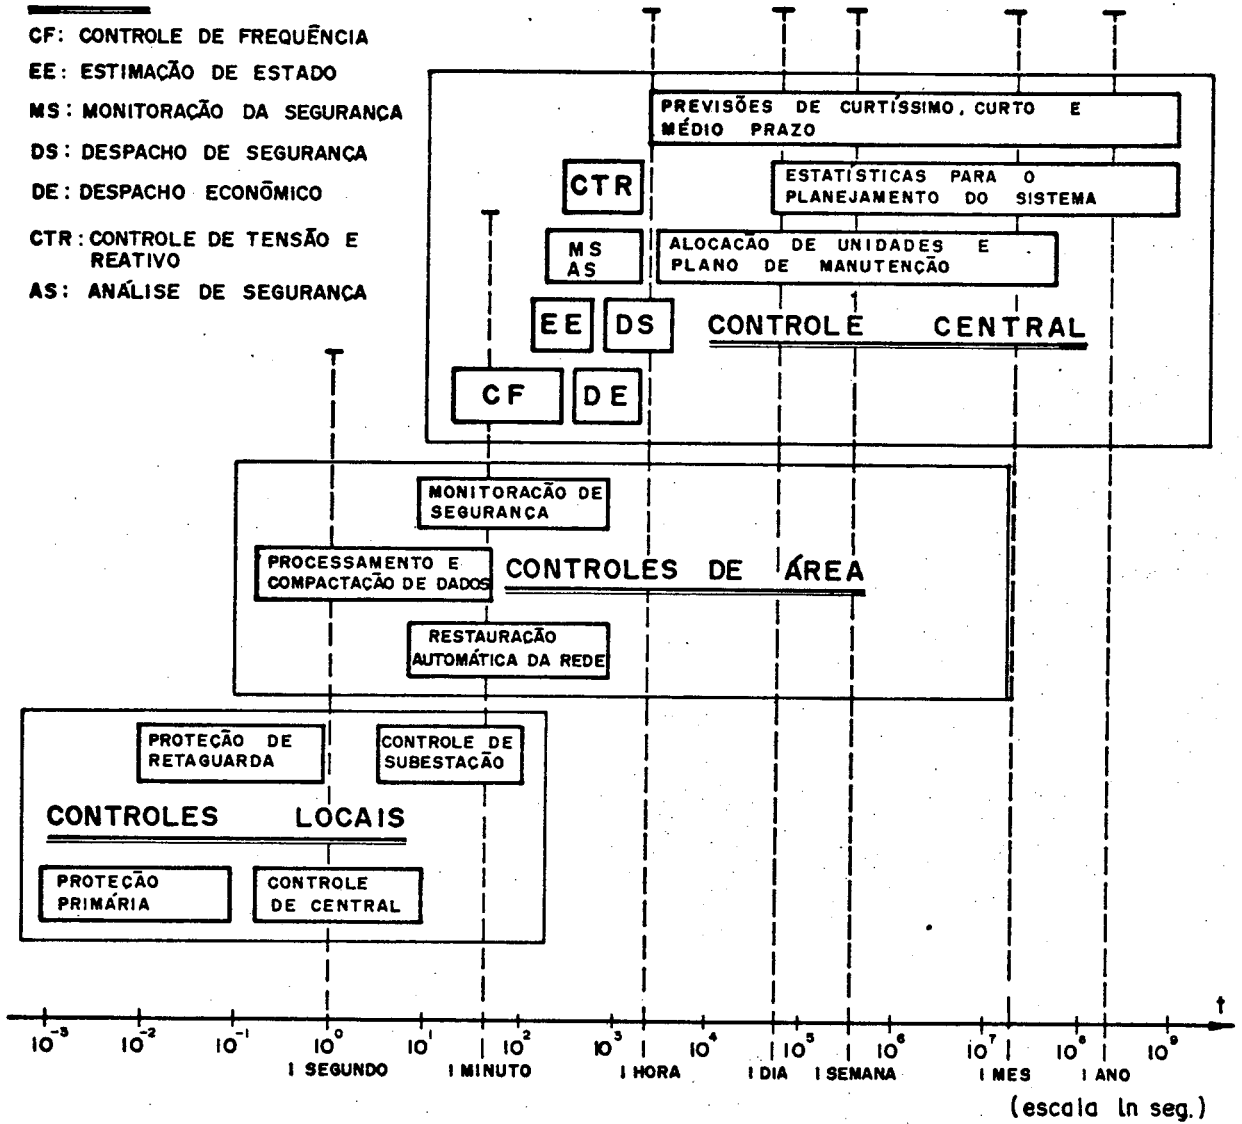 CF: CONTROLE DE FREQUÊNCIA
EE: ESTIMAÇÃO DE ESTADO
MS: MONITORAÇÃO DA SEGURANÇA
DS: DESPACHO DE SEGURANÇA
DE: DESPACHO ECONÔMICO
CTR: CONTROLE DE TENSÃO E
REATIVO
AS: ANÁLISE DE SEGURANÇA
PREVISÕES DE CURTÍSSIMO, CURTO E
MÉDIO PRAZO
CTR
ESTATÍSTICAS PARA O
PLANEJAMENTO DO SISTEMA
MS
AS
ALOCAÇÃO DE UNIDADES E
PLANO DE MANUTENÇÃO
EE
DS
CONTROLE CENTRAL
CF
DE
MONITORAÇÃO DE
SEGURANÇA
PROCESSAMENTO E
COMPACTAÇÃO DE DADOS
CONTROLES DE ÁREA
RESTAURAÇÃO
AUTOMÁTICA DA REDE
PROTEÇÃO DE
RETAGUARDA
CONTROLE DE
SUBESTAÇÃO
CONTROLES LOCAIS
PROTEÇÃO
PRIMÁRIA
CONTROLE
DE CENTRAL
t
10⁻³ 10⁻² 10⁻¹ 10⁰ 10¹ 10² 10³ 10⁴ 10⁵ 10⁶ 10⁷ 10⁸ 10⁹
1 SEGUNDO 1 MINUTO 1 HORA 1 DIA 1 SEMANA 1 MES 1 ANO
(escala ln seg.)